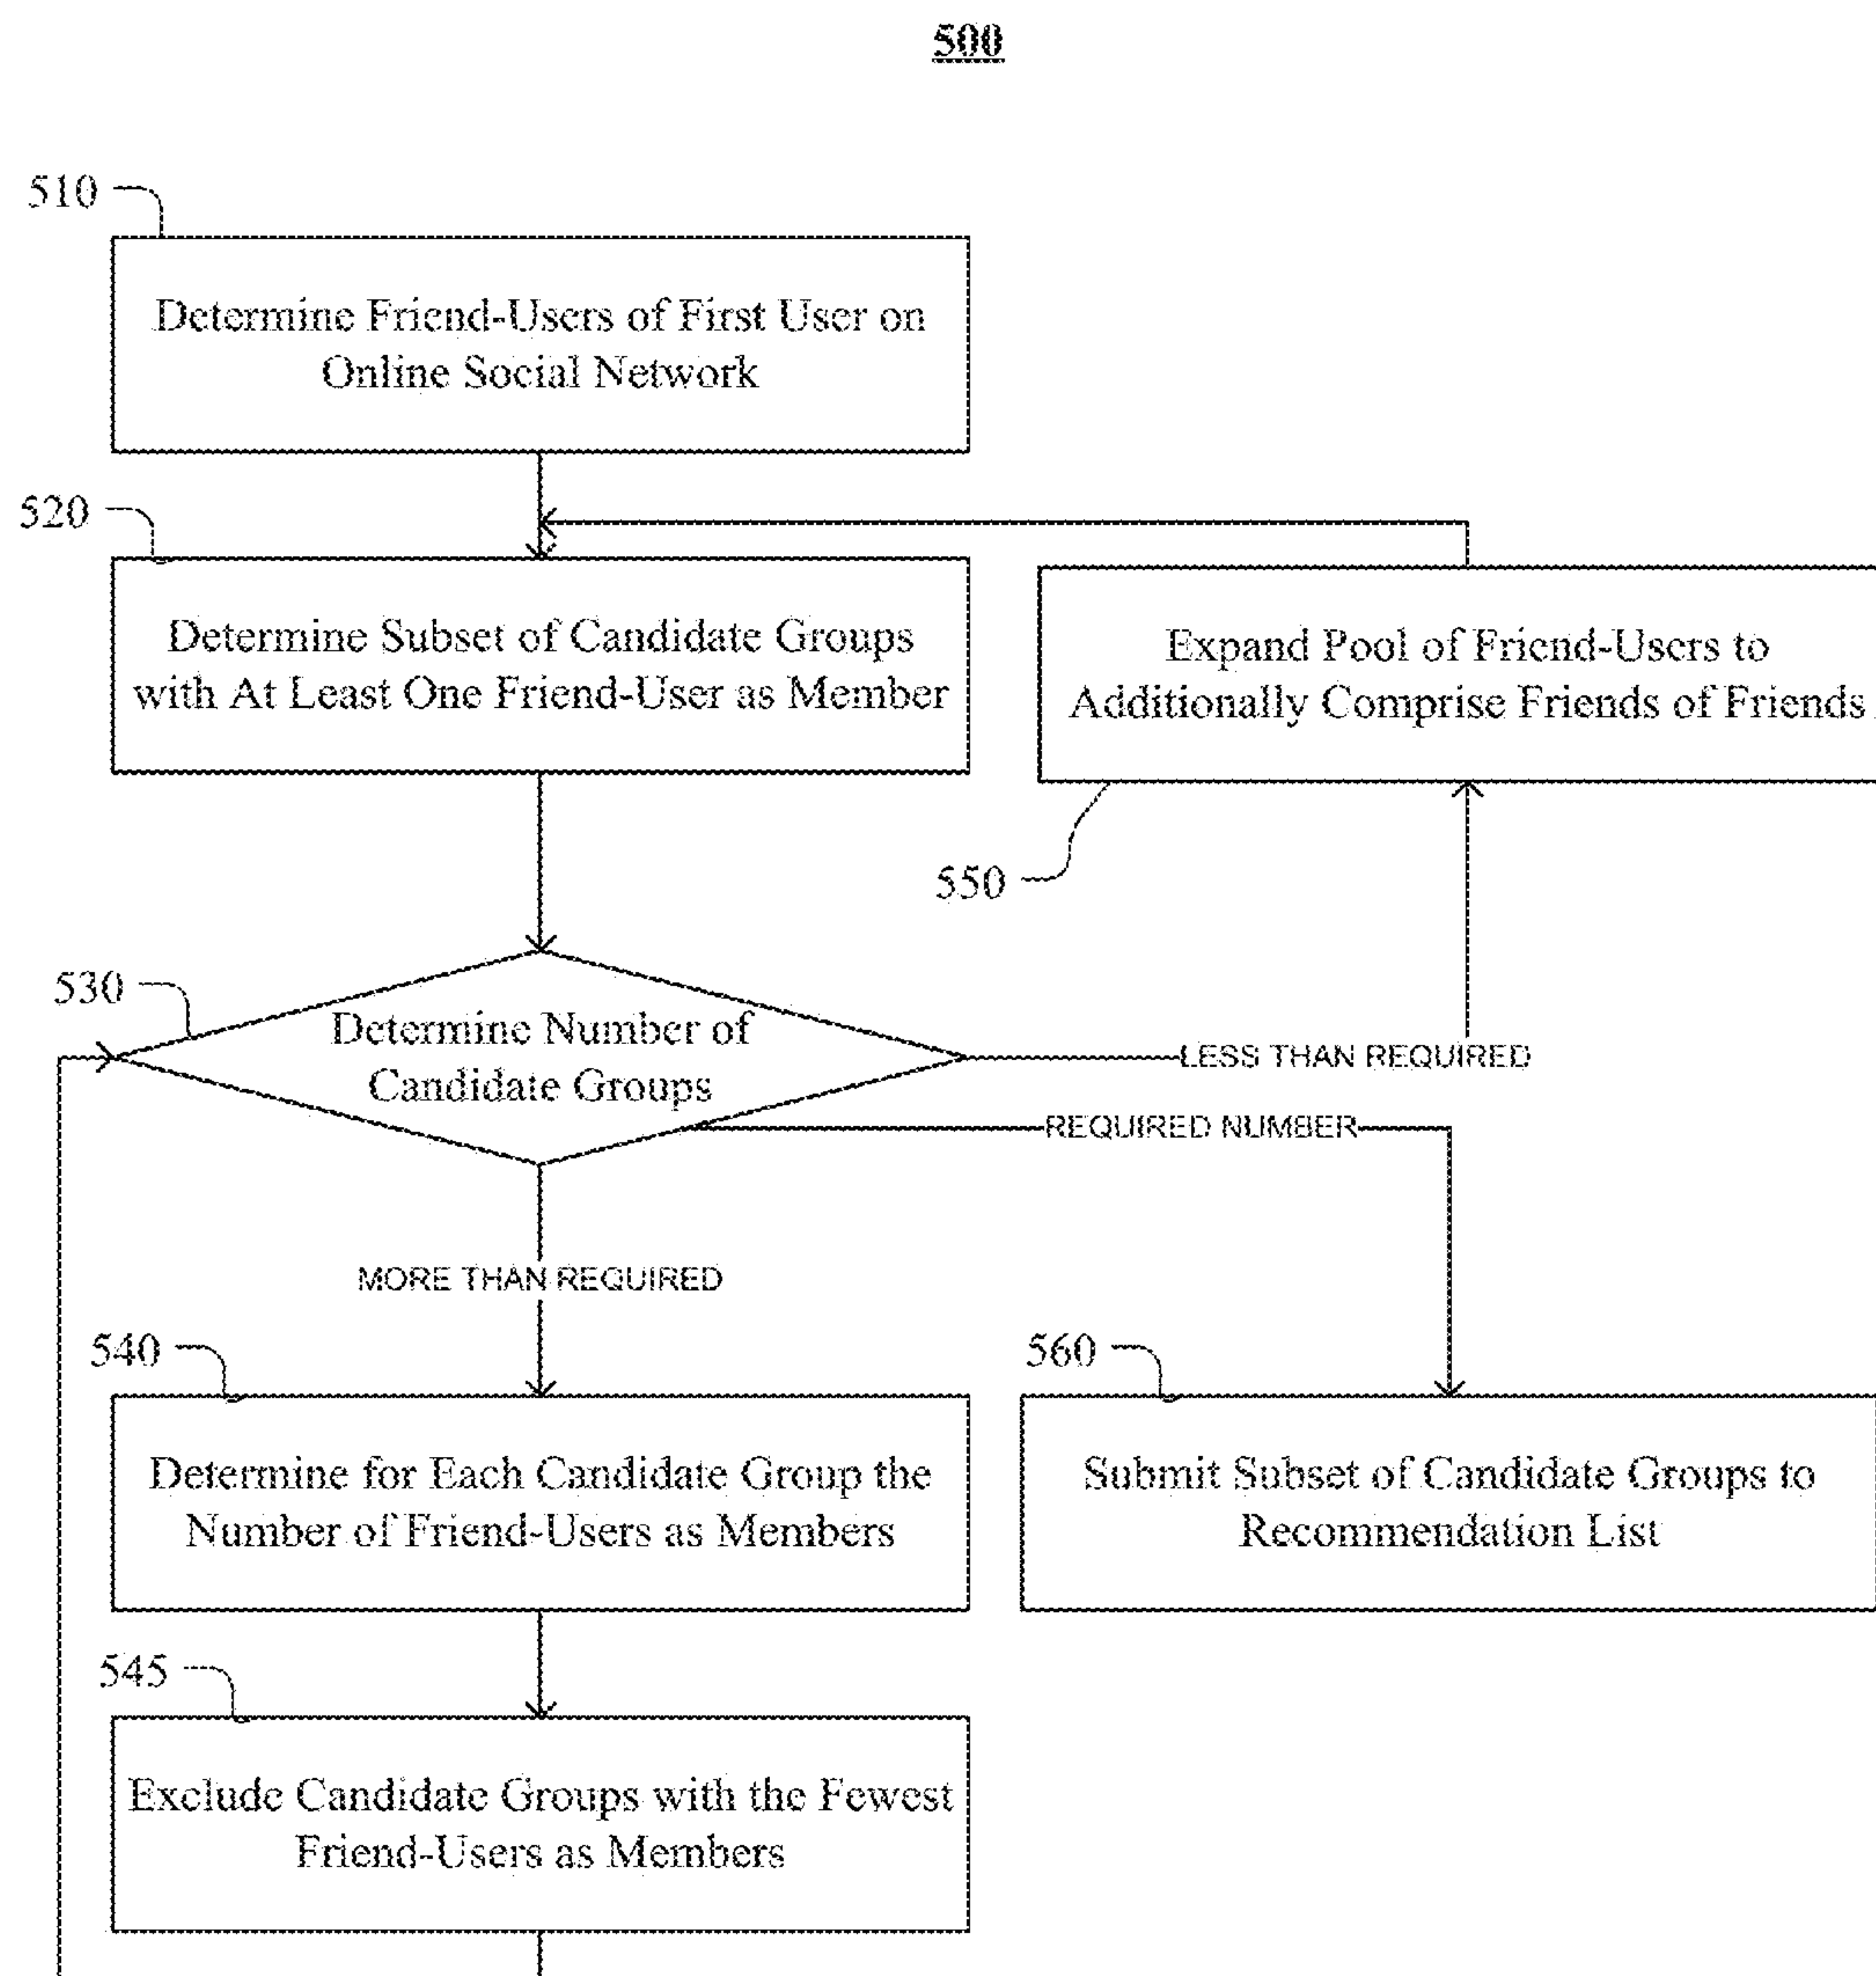 500
510
Determine Friend-Users of First User on
Online Social Network
520
Determine Subset of Candidate Groups
with At Least One Friend-User as Member
Expand Pool of Friend-Users to
Additionally Comprise Friends of Friends
550
530
Determine Number of
Candidate Groups
LESS THAN REQUIRED
REQUIRED NUMBER
MORE THAN REQUIRED
540
Determine for Each Candidate Group the
Number of Friend-Users as Members
560
Submit Subset of Candidate Groups to
Recommendation List
545
Exclude Candidate Groups with the Fewest
Friend-Users as Members